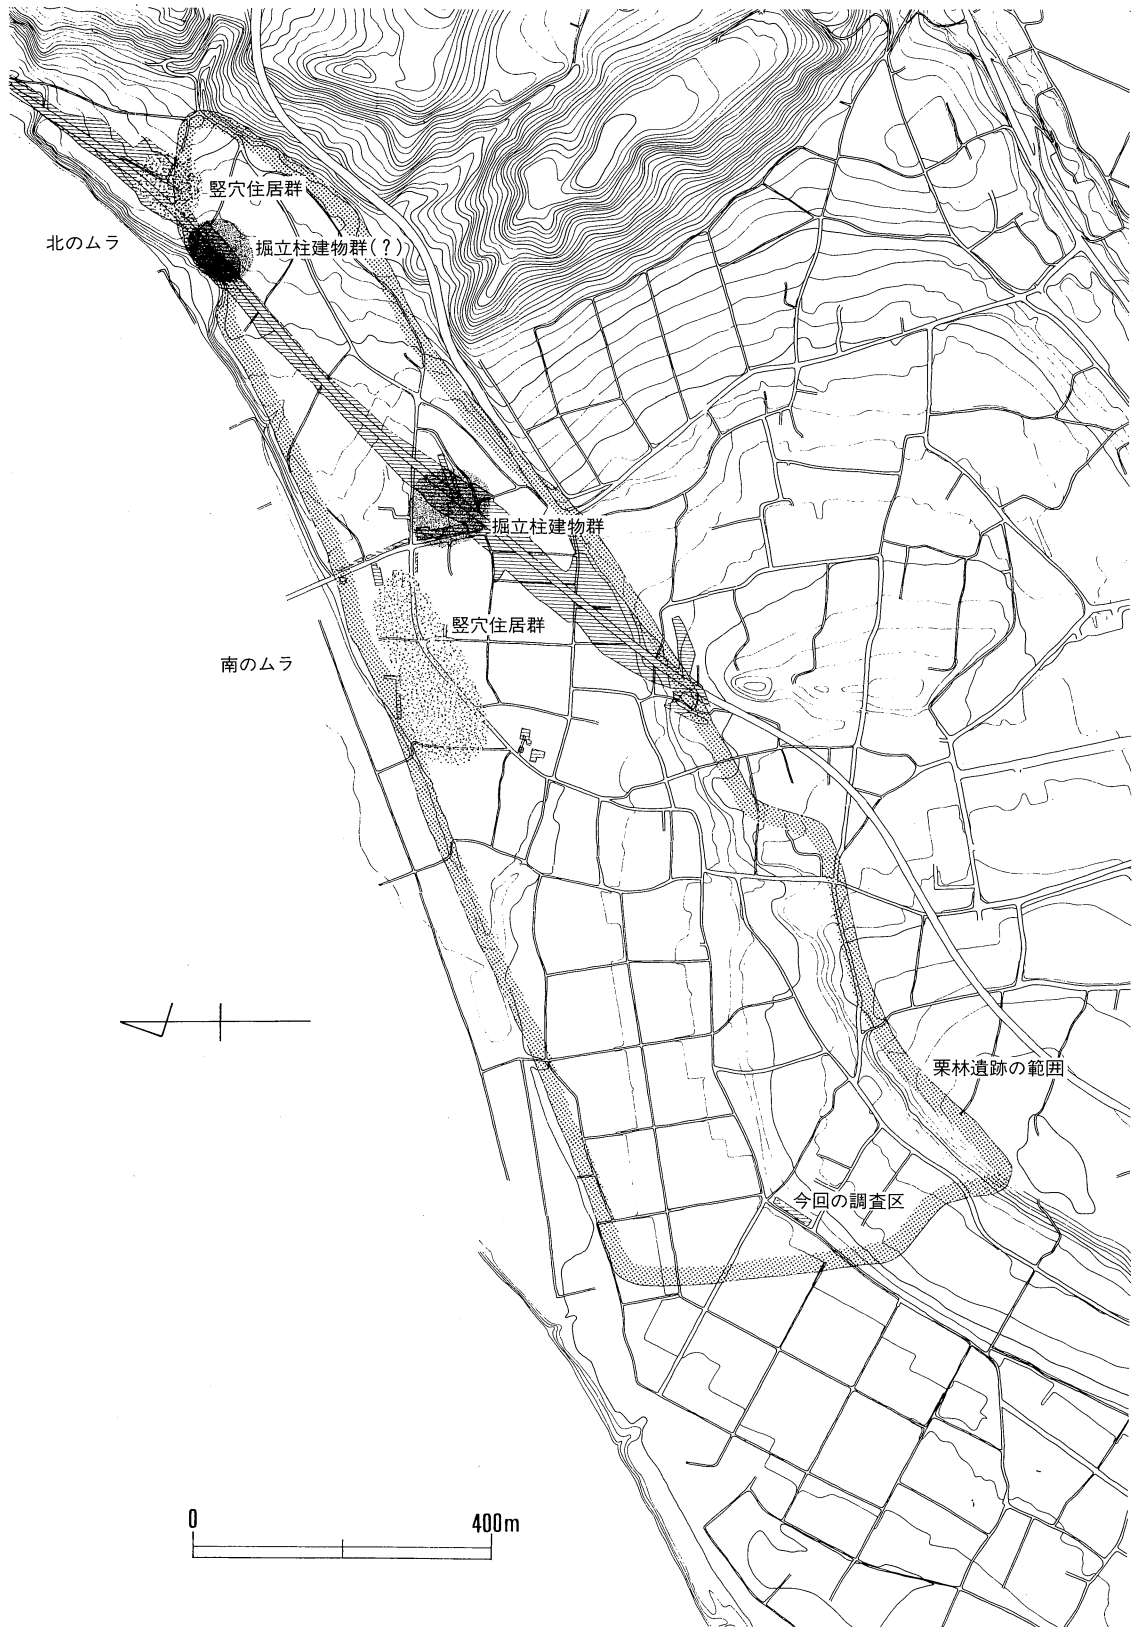 竪穴住居群
北のムラ
掘立柱建物群(?)
掘立柱建物群
竪穴住居群
南のムラ
栗林遺跡の範囲
今回の調査区
0 400m